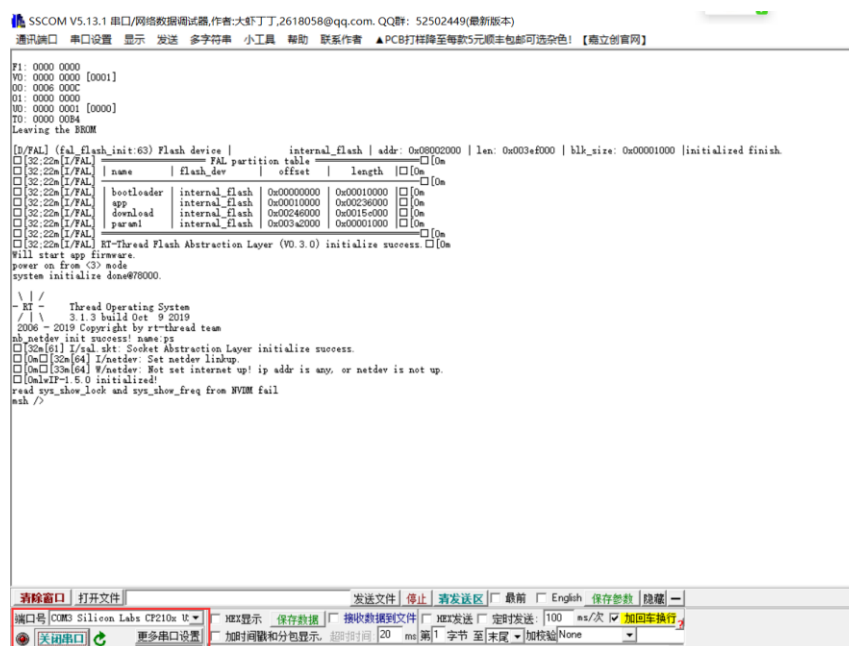 SSCOM V5.13.1 串口/网络数据调试器,作者:大虾丁丁,2618058@qq.com. QQ群: 52502449(最新版本)
通讯端口 串口设置 显示 发送 多字符串 小工具 帮助 联系作者 ▲PCB打样降至每款5元顺丰包邮可选杂色!【嘉立创官网】
F1: 0000 0000
V0: 0000 0000 [0001]
00: 0006 000C
01: 0000 0000
U0: 0000 0001 [0000]
T0: 0000 00B4
Leaving the BROM
[D/FAL] (fal_flash_init:63) Flash device | internal_flash | addr: 0x08002000 | len: 0x003ef000 | blk_size: 0x00001000 |initialized finish.
□[32;22m[I/FAL] ==================== FAL partition table ====================□[0m
□[32;22m[I/FAL] | name | flash_dev | offset | length |□[0m
□[32;22m[I/FAL] -------------------------------------------------------------□[0m
□[32;22m[I/FAL] | bootloader | internal_flash | 0x00000000 | 0x00010000 |□[0m
□[32;22m[I/FAL] | app | internal_flash | 0x00010000 | 0x00236000 |□[0m
□[32;22m[I/FAL] | download | internal_flash | 0x00246000 | 0x0015c000 |□[0m
□[32;22m[I/FAL] | param1 | internal_flash | 0x003a2000 | 0x00001000 |□[0m
□[32;22m[I/FAL] =============================================================□[0m
□[32;22m[I/FAL] RT-Thread Flash Abstraction Layer (V0.3.0) initialize success.□[0m
Will start app firmware.
power on from <3> mode
system initialize done@78000.
\ | /
- RT - Thread Operating System
/ | \ 3.1.3 build Oct 9 2019
2006 - 2019 Copyright by rt-thread team
nb_netdev init success! name:ps
□[32m[61] I/sal.skt: Socket Abstraction Layer initialize success.
□[0m□[32m[64] I/netdev: Set netdev linkup.
□[0m□[33m[64] W/netdev: Not set internet up! ip addr is any, or netdev is not up.
□[0mlwIP-1.5.0 initialized!
read sys_show_lock and sys_show_freq from NVDM fail
msh />
清除窗口 打开文件 发送文件 停止 清发送区 最前 English 保存参数 隐藏 —
端口号 COM3 Silicon Labs CP210x U HEX显示 保存数据 接收数据到文件 HEX发送 定时发送: 100 ms/次 加回车换行
关闭串口 更多串口设置 加时间戳和分包显示, 超时时间: 20 ms 第1 字节 至 末尾 加校验 None